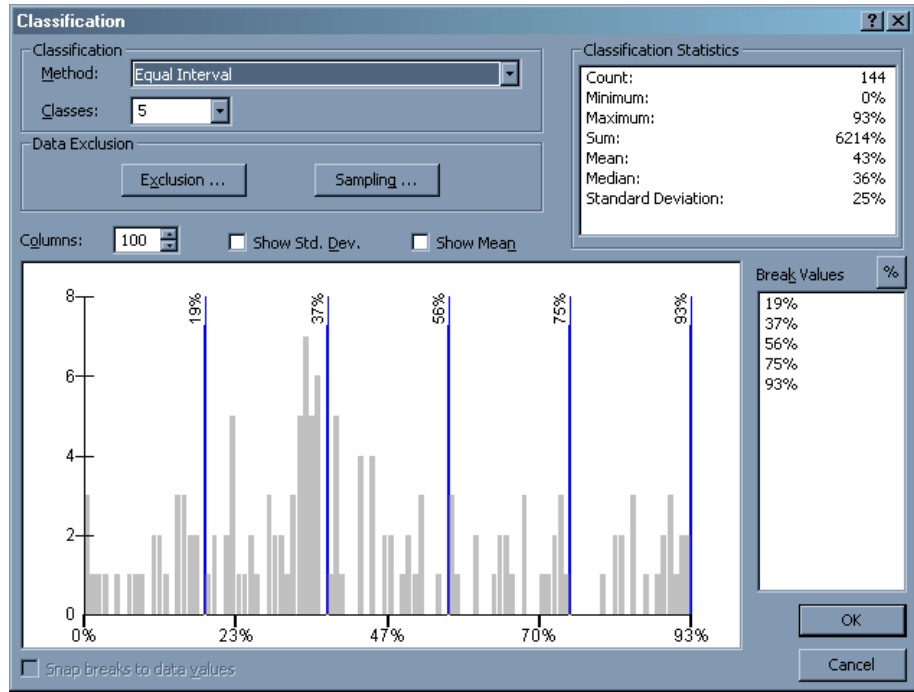 Classification
Classification
Method: Equal Interval
Classes: 5
Data Exclusion
Exclusion ...
Sampling ...
Classification Statistics
Count: 144
Minimum: 0%
Maximum: 93%
Sum: 6214%
Mean: 43%
Median: 36%
Standard Deviation: 25%
Columns: 100
Show Std. Dev.
Show Mean
Break Values
%
19%
37%
56%
75%
93%
8
6
4
2
0
19%
37%
56%
75%
93%
0%
23%
47%
70%
93%
Snap breaks to data values
OK
Cancel